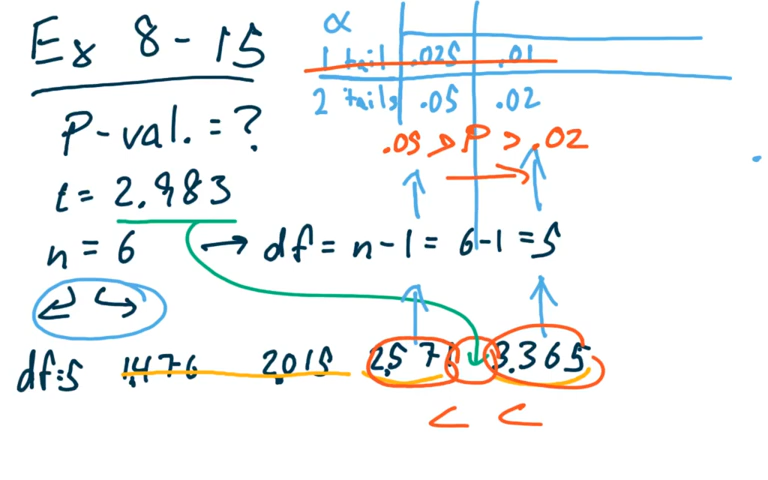 Ex 8-15
α
1 tail .025 .01
2 tails .05 .02
P-val. = ?
.05 > P > .02
t = 2.983
n = 6 → df = n-1 = 6-1 = 5
df=5 1.476 2.015 2.571 3.365
< <